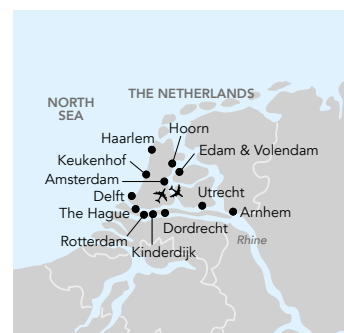 THE NETHERLANDS
NORTH
SEA
Hoorn
Haarlem
Edam & Volendam
Keukenhof
Amsterdam
Utrecht
Delft
The Hague
Arnhem
Dordrecht
Rotterdam
Rhine
Kinderdijk